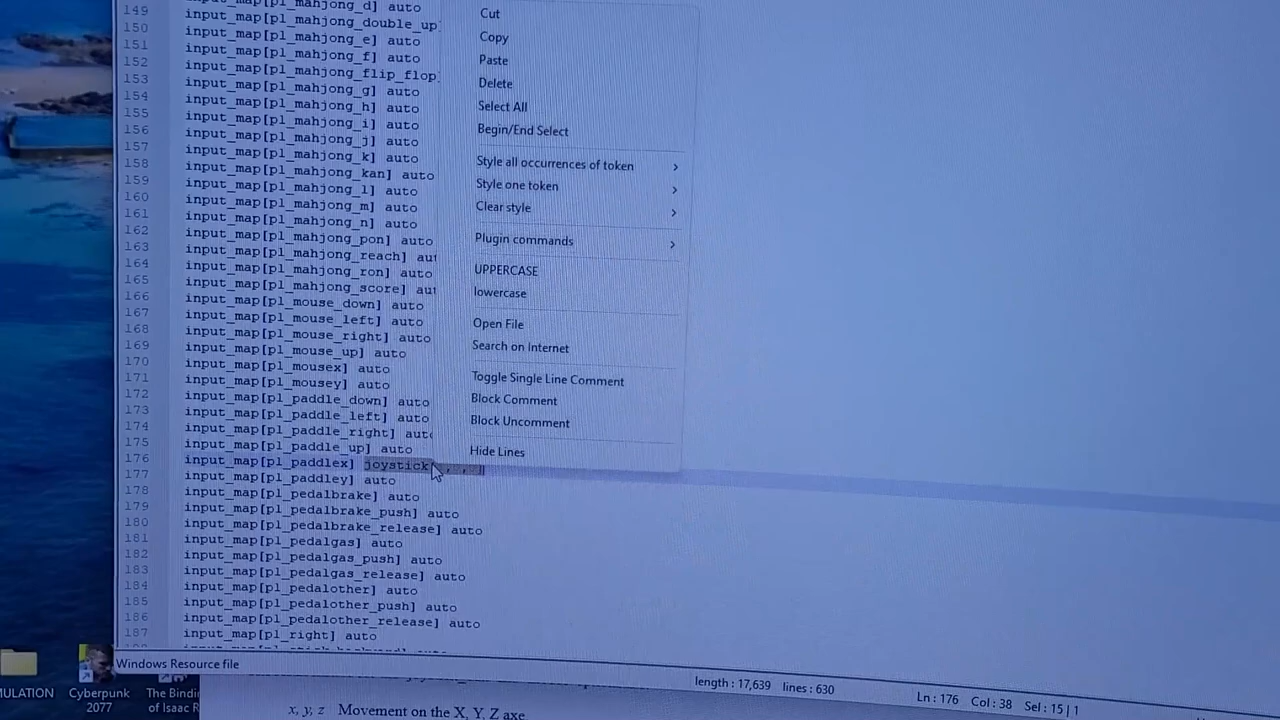 149 input_map[pl_mahjong_d] auto
150 input_map[pl_mahjong_double_up]
151 input_map[pl_mahjong_e] auto
152 input_map[pl_mahjong_f] auto
153 input_map[pl_mahjong_flip_flop]
154 input_map[pl_mahjong_g] auto
155 input_map[pl_mahjong_h] auto
156 input_map[pl_mahjong_i] auto
157 input_map[pl_mahjong_j] auto
158 input_map[pl_mahjong_k] auto
159 input_map[pl_mahjong_kan] auto
160 input_map[pl_mahjong_l] auto
161 input_map[pl_mahjong_m] auto
162 input_map[pl_mahjong_n] auto
163 input_map[pl_mahjong_pon] auto
164 input_map[pl_mahjong_reach] aut
165 input_map[pl_mahjong_ron] auto
166 input_map[pl_mahjong_score] aut
167 input_map[pl_mouse_down] auto
168 input_map[pl_mouse_left] auto
169 input_map[pl_mouse_right] auto
170 input_map[pl_mouse_up] auto
171 input_map[pl_mousex] auto
172 input_map[pl_mousey] auto
173 input_map[pl_paddle_down] auto
174 input_map[pl_paddle_left] auto
175 input_map[pl_paddle_right] auto
176 input_map[pl_paddle_up] auto
177 input_map[pl_paddlex] joystick
178 input_map[pl_paddley] auto
179 input_map[pl_pedalbrake] auto
180 input_map[pl_pedalbrake_push] auto
181 input_map[pl_pedalbrake_release] auto
182 input_map[pl_pedalgas] auto
183 input_map[pl_pedalgas_push] auto
184 input_map[pl_pedalgas_release] auto
185 input_map[pl_pedalother] auto
186 input_map[pl_pedalother_push] auto
187 input_map[pl_pedalother_release] auto
input_map[pl_right] auto
Cut
Copy
Paste
Delete
Select All
Begin/End Select
Style all occurrences of token
Style one token
Clear style
Plugin commands
UPPERCASE
lowercase
Open File
Search on Internet
Toggle Single Line Comment
Block Comment
Block Uncomment
Hide Lines
Windows Resource file
length : 17,639 lines : 630
Ln : 176 Col : 38 Sel : 15 | 1
x, y, z Movement on the X, Y, Z axe.
MULATION
Cyberpunk
2077
The Binding
of Isaac R